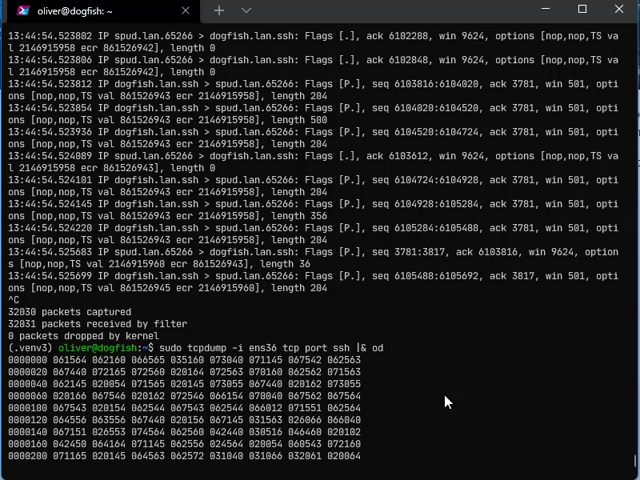 oliver@dogfish: ~
13:44:54.523802 IP spud.lan.65266 > dogfish.lan.ssh: Flags [.], ack 6102288, win 9624, options [nop,nop,TS va
l 2146915958 ecr 861526942], length 0
13:44:54.523806 IP spud.lan.65266 > dogfish.lan.ssh: Flags [.], ack 6102848, win 9624, options [nop,nop,TS va
l 2146915958 ecr 861526942], length 0
13:44:54.523812 IP dogfish.lan.ssh > spud.lan.65266: Flags [P.], seq 6103816:6104020, ack 3781, win 501, opti
ons [nop,nop,TS val 861526943 ecr 2146915958], length 204
13:44:54.523854 IP dogfish.lan.ssh > spud.lan.65266: Flags [P.], seq 6104020:6104520, ack 3781, win 501, opti
ons [nop,nop,TS val 861526943 ecr 2146915958], length 500
13:44:54.523936 IP dogfish.lan.ssh > spud.lan.65266: Flags [P.], seq 6104520:6104724, ack 3781, win 501, opti
ons [nop,nop,TS val 861526943 ecr 2146915958], length 204
13:44:54.524089 IP spud.lan.65266 > dogfish.lan.ssh: Flags [.], ack 6103612, win 9624, options [nop,nop,TS va
l 2146915958 ecr 861526943], length 0
13:44:54.524101 IP dogfish.lan.ssh > spud.lan.65266: Flags [P.], seq 6104724:6104928, ack 3781, win 501, opti
ons [nop,nop,TS val 861526943 ecr 2146915958], length 204
13:44:54.524145 IP dogfish.lan.ssh > spud.lan.65266: Flags [P.], seq 6104928:6105284, ack 3781, win 501, opti
ons [nop,nop,TS val 861526943 ecr 2146915958], length 356
13:44:54.524220 IP dogfish.lan.ssh > spud.lan.65266: Flags [P.], seq 6105284:6105488, ack 3781, win 501, opti
ons [nop,nop,TS val 861526943 ecr 2146915958], length 204
13:44:54.525683 IP spud.lan.65266 > dogfish.lan.ssh: Flags [P.], seq 3781:3817, ack 6103816, win 9624, option
s [nop,nop,TS val 2146915960 ecr 861526943], length 36
13:44:54.525699 IP dogfish.lan.ssh > spud.lan.65266: Flags [P.], seq 6105488:6105692, ack 3817, win 501, opti
ons [nop,nop,TS val 861526945 ecr 2146915960], length 204
^C
32030 packets captured
32031 packets received by filter
0 packets dropped by kernel
(.venv3) oliver@dogfish:~$ sudo tcpdump -i ens36 tcp port ssh |& od
0000000 061564 062160 066565 035160 073040 071145 067542 062563
0000020 067440 072165 072560 020164 072563 070160 062562 071563
0000040 062145 020054 071565 020145 073055 067440 020162 073055
0000060 020166 067546 020162 072546 066154 070040 067562 067564
0000100 067543 020154 062544 067543 062544 066012 071551 062564
0000120 064556 063556 067440 020156 067145 031563 026066 066040
0000140 067151 026553 074564 062560 042440 030516 046460 020102
0000160 042450 064164 071145 062556 024564 020054 060543 072160
0000200 071165 020145 064563 062572 031040 031066 032061 020064